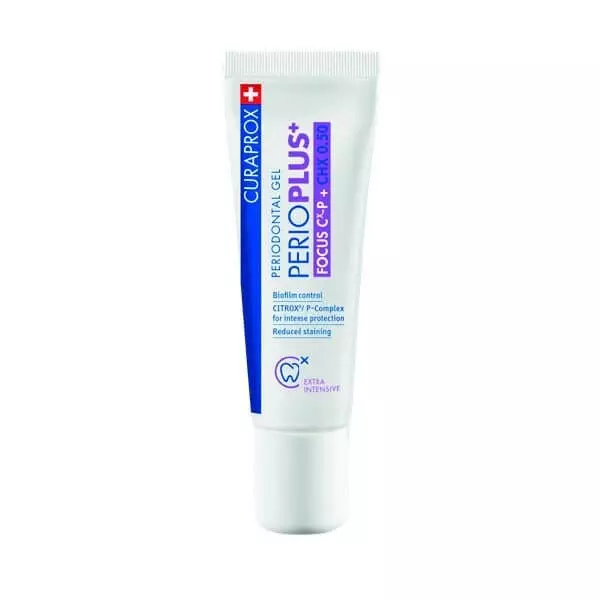 CURAPROX
PERIODONTAL GEL
PERIOPLUS+
FOCUS Cˣ-P + CHX 0.50
Biofilm control
CITROX®/ P-Complex
for intense protection
Reduced staining
EXTRA
INTENSIVE